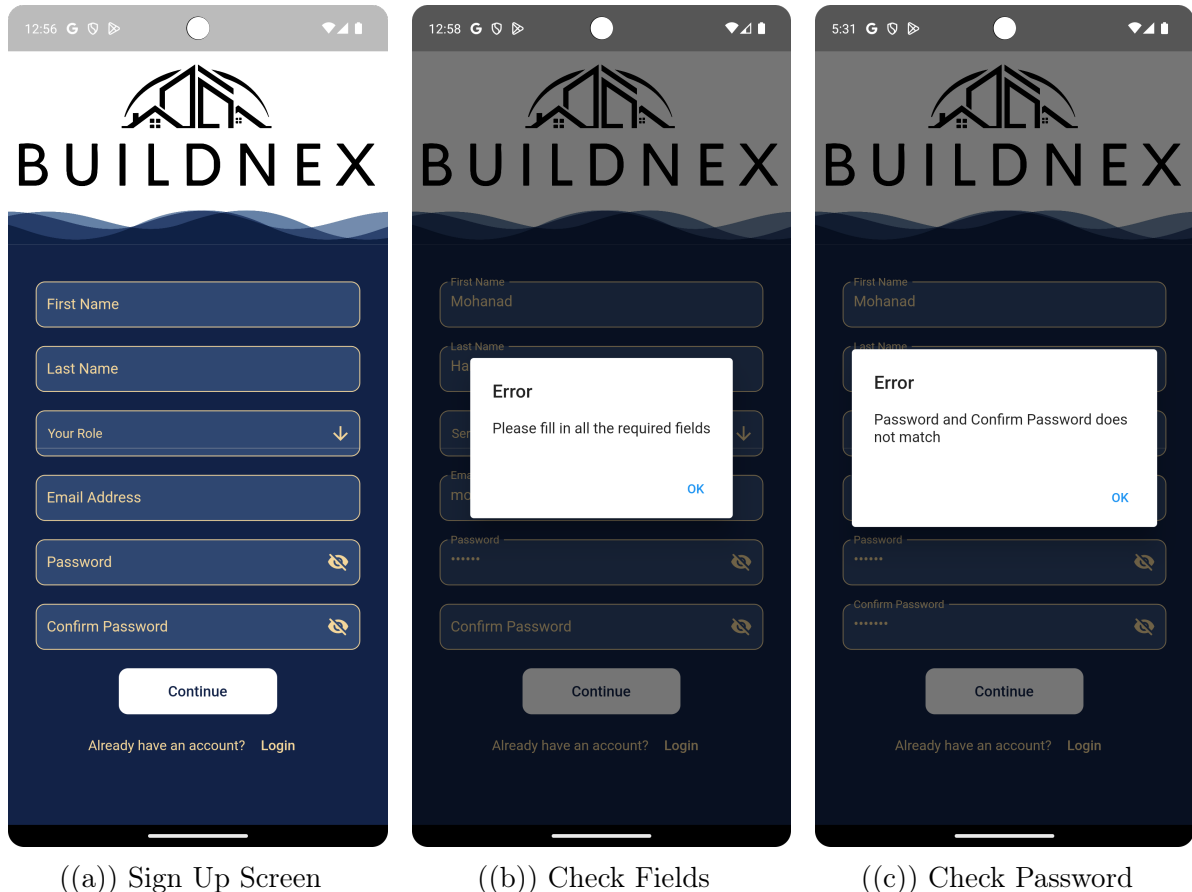 12:56
BUILDNEX
First Name
Last Name
Your Role
Email Address
Password
Confirm Password
Continue
Already have an account? Login
((a)) Sign Up Screen
12:58
BUILDNEX
First Name
Mohanad
Last Name
Ha
Ser
Ema
mo
Error
Please fill in all the required fields
OK
Password
••••••
Confirm Password
Continue
Already have an account? Login
((b)) Check Fields
5:31
BUILDNEX
First Name
Mohanad
Last Name
Error
Password and Confirm Password does
not match
OK
Password
••••••
Confirm Password
•••••••
Continue
Already have an account? Login
((c)) Check Password